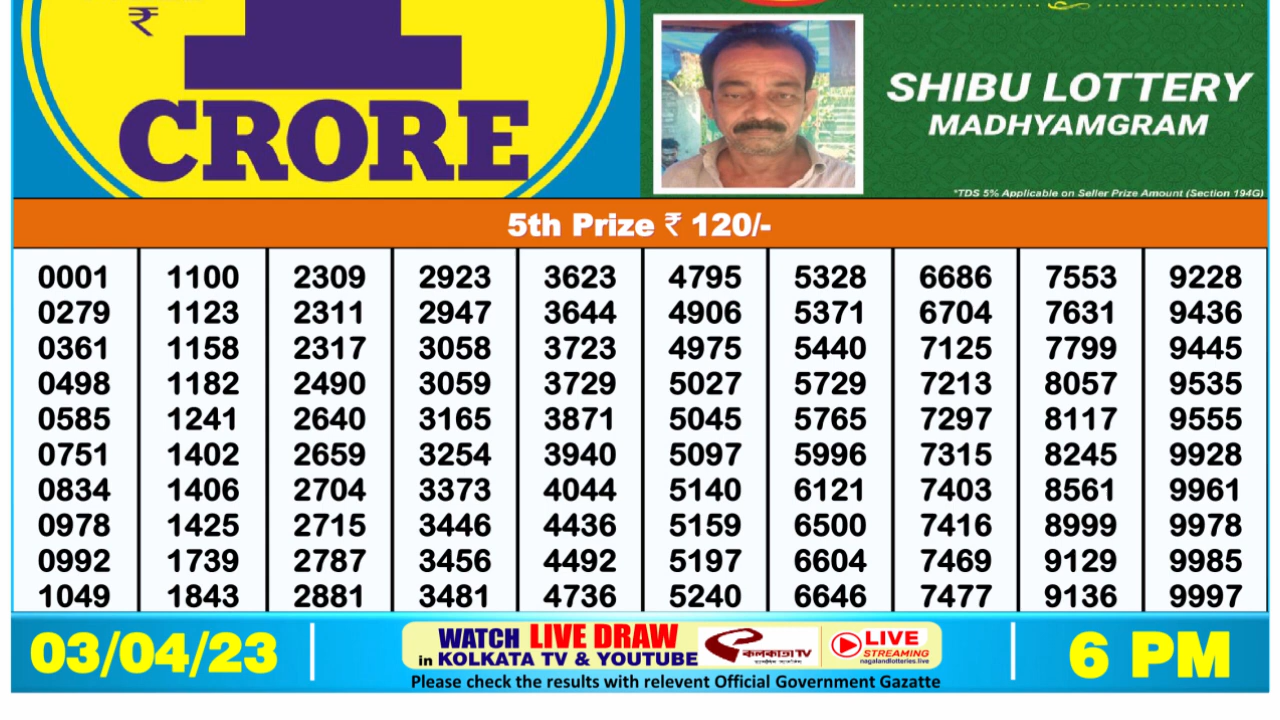 ₹
1
CRORE
SHIBU LOTTERY
MADHYAMGRAM
*TDS 5% Applicable on Seller Prize Amount (Section 194G)
5th Prize ₹ 120/-
0001 1100 2309 2923 3623 4795 5328 6686 7553 9228
0279 1123 2311 2947 3644 4906 5371 6704 7631 9436
0361 1158 2317 3058 3723 4975 5440 7125 7799 9445
0498 1182 2490 3059 3729 5027 5729 7213 8057 9535
0585 1241 2640 3165 3871 5045 5765 7297 8117 9555
0751 1402 2659 3254 3940 5097 5996 7315 8245 9928
0834 1406 2704 3373 4044 5140 6121 7403 8561 9961
0978 1425 2715 3446 4436 5159 6500 7416 8999 9978
0992 1739 2787 3456 4492 5197 6604 7469 9129 9985
1049 1843 2881 3481 4736 5240 6646 7477 9136 9997
03/04/23
WATCH LIVE DRAW
in KOLKATA TV & YOUTUBE
কলকাতা TV
LIVE
STREAMING
nagalandlotteries.live
Please check the results with relevent Official Government Gazatte
6 PM